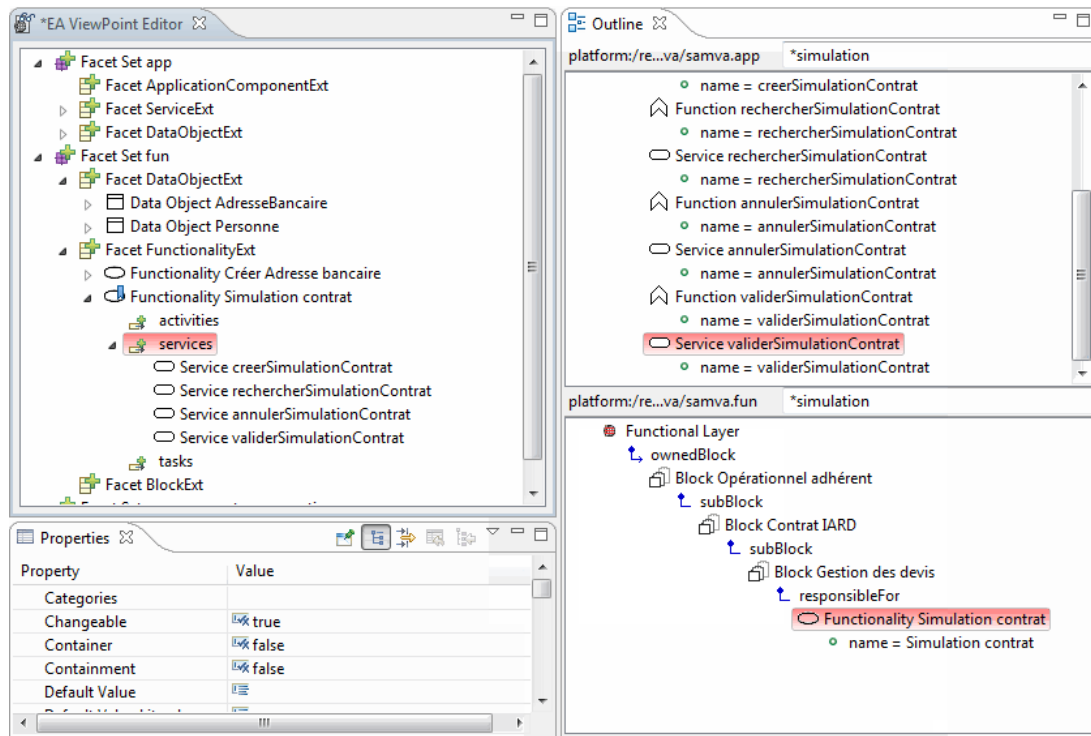 *EA ViewPoint Editor
Facet Set app
Facet ApplicationComponentExt
Facet ServiceExt
Facet DataObjectExt
Facet Set fun
Facet DataObjectExt
Data Object AdresseBancaire
Data Object Personne
Facet FunctionalityExt
Functionality Créer Adresse bancaire
Functionality Simulation contrat
activities
services
Service creerSimulationContrat
Service rechercherSimulationContrat
Service annulerSimulationContrat
Service validerSimulationContrat
tasks
Facet BlockExt
Properties
Property Value
Categories
Changeable true
Container false
Containment false
Default Value
Outline
platform:/re...va/samva.app *simulation
name = creerSimulationContrat
Function rechercherSimulationContrat
name = rechercherSimulationContrat
Service rechercherSimulationContrat
name = rechercherSimulationContrat
Function annulerSimulationContrat
name = annulerSimulationContrat
Service annulerSimulationContrat
name = annulerSimulationContrat
Function validerSimulationContrat
name = validerSimulationContrat
Service validerSimulationContrat
name = validerSimulationContrat
platform:/re...va/samva.fun *simulation
Functional Layer
ownedBlock
Block Opérationnel adhérent
subBlock
Block Contrat IARD
subBlock
Block Gestion des devis
responsibleFor
Functionality Simulation contrat
name = Simulation contrat